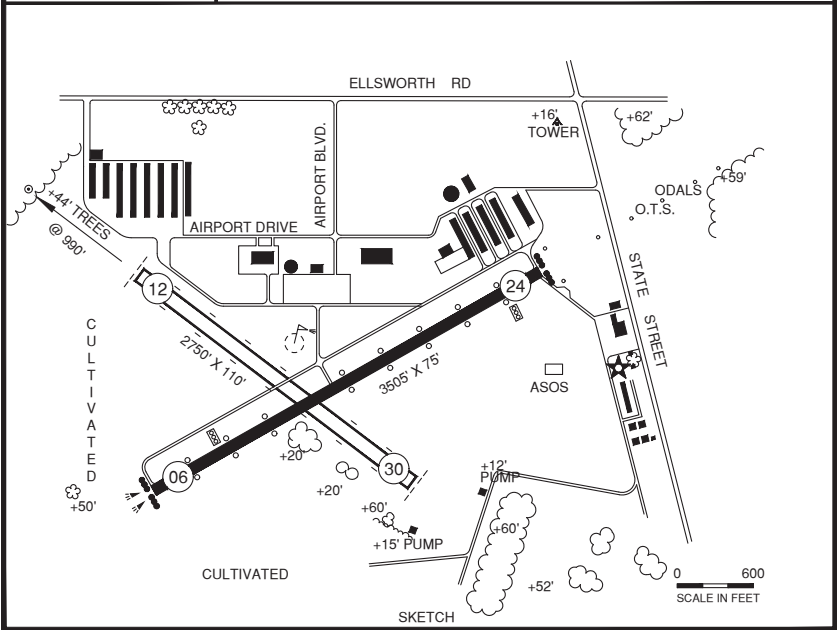 ELLSWORTH RD
+16'
TOWER
+62'
+59'
ODALS
O.T.S.
+44' TREES
@ 990'
AIRPORT BLVD.
AIRPORT DRIVE
STATE STREET
12
24
2750' X 110'
3505' X 75'
CULTIVATED
ASOS
06
30
+20'
+20'
+12'
PUMP
+50'
+60'
+15' PUMP
+60'
+52'
CULTIVATED
0 600
SCALE IN FEET
SKETCH